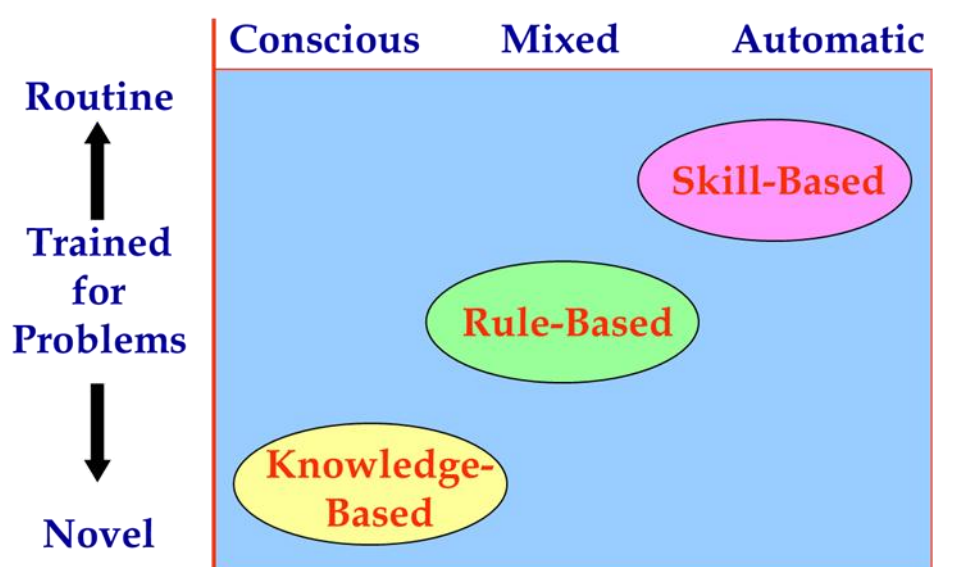 Conscious Mixed Automatic
Routine
Skill-Based
Trained
for
Problems
Rule-Based
Knowledge-
Based
Novel